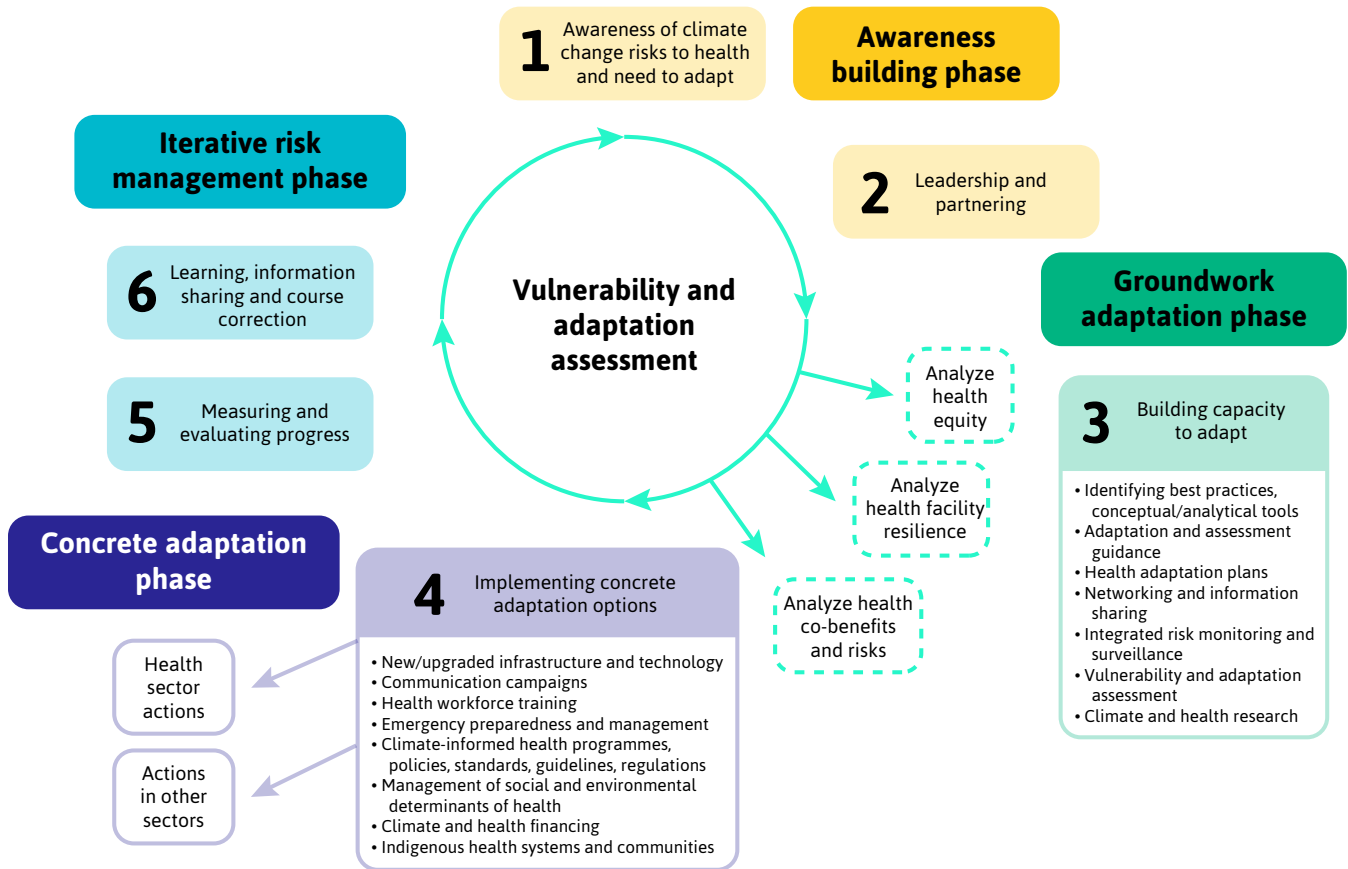 1
Awareness of climate
change risks to health
and need to adapt
Awareness
building phase
2
Leadership and
partnering
Groundwork
adaptation phase
3
Building capacity
to adapt
• Identifying best practices,
conceptual/analytical tools
• Adaptation and assessment
guidance
• Health adaptation plans
• Networking and information
sharing
• Integrated risk monitoring and
surveillance
• Vulnerability and adaptation
assessment
• Climate and health research
Vulnerability and
adaptation
assessment
Analyze
health
equity
Analyze
health facility
resilience
Analyze health
co-benefits
and risks
Concrete adaptation
phase
4
Implementing concrete
adaptation options
• New/upgraded infrastructure and technology
• Communication campaigns
• Health workforce training
• Emergency preparedness and management
• Climate-informed health programmes,
policies, standards, guidelines, regulations
• Management of social and environmental
determinants of health
• Climate and health financing
• Indigenous health systems and communities
Health
sector
actions
Actions
in other
sectors
Iterative risk
management phase
5
Measuring and
evaluating progress
6
Learning, information
sharing and course
correction